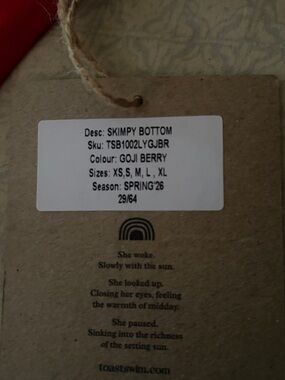 Desc: SKIMPY BOTTOM
Sku: TSB1002LYGJBR
Colour: GOJI BERRY
Sizes: XS,S, M, L , XL
Season: SPRING'26
29/64
She woke.
Slowly with the sun.
She looked up.
Closing her eyes, feeling
the warmth of midday.
She paused.
Sinking into the richness
of the setting sun.
toastswim.com